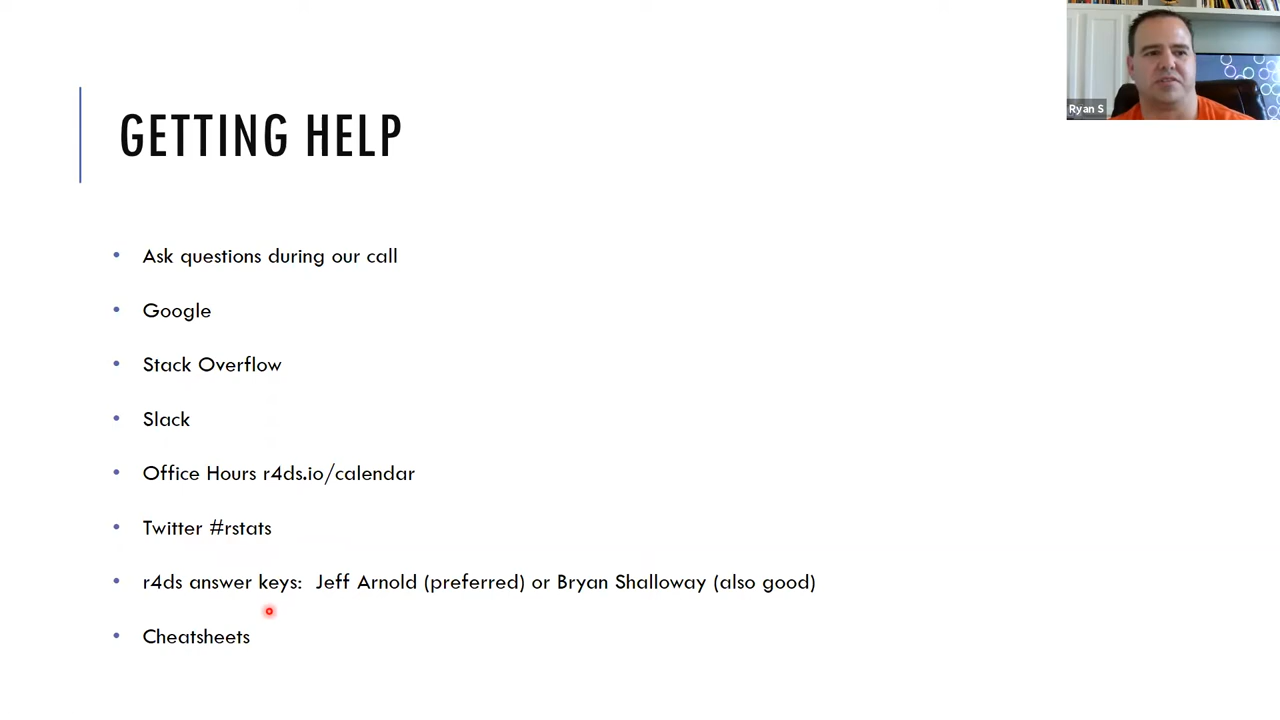 Ryan S
GETTING HELP
• Ask questions during our call
• Google
• Stack Overflow
• Slack
• Office Hours r4ds.io/calendar
• Twitter #rstats
• r4ds answer keys: Jeff Arnold (preferred) or Bryan Shalloway (also good)
• Cheatsheets